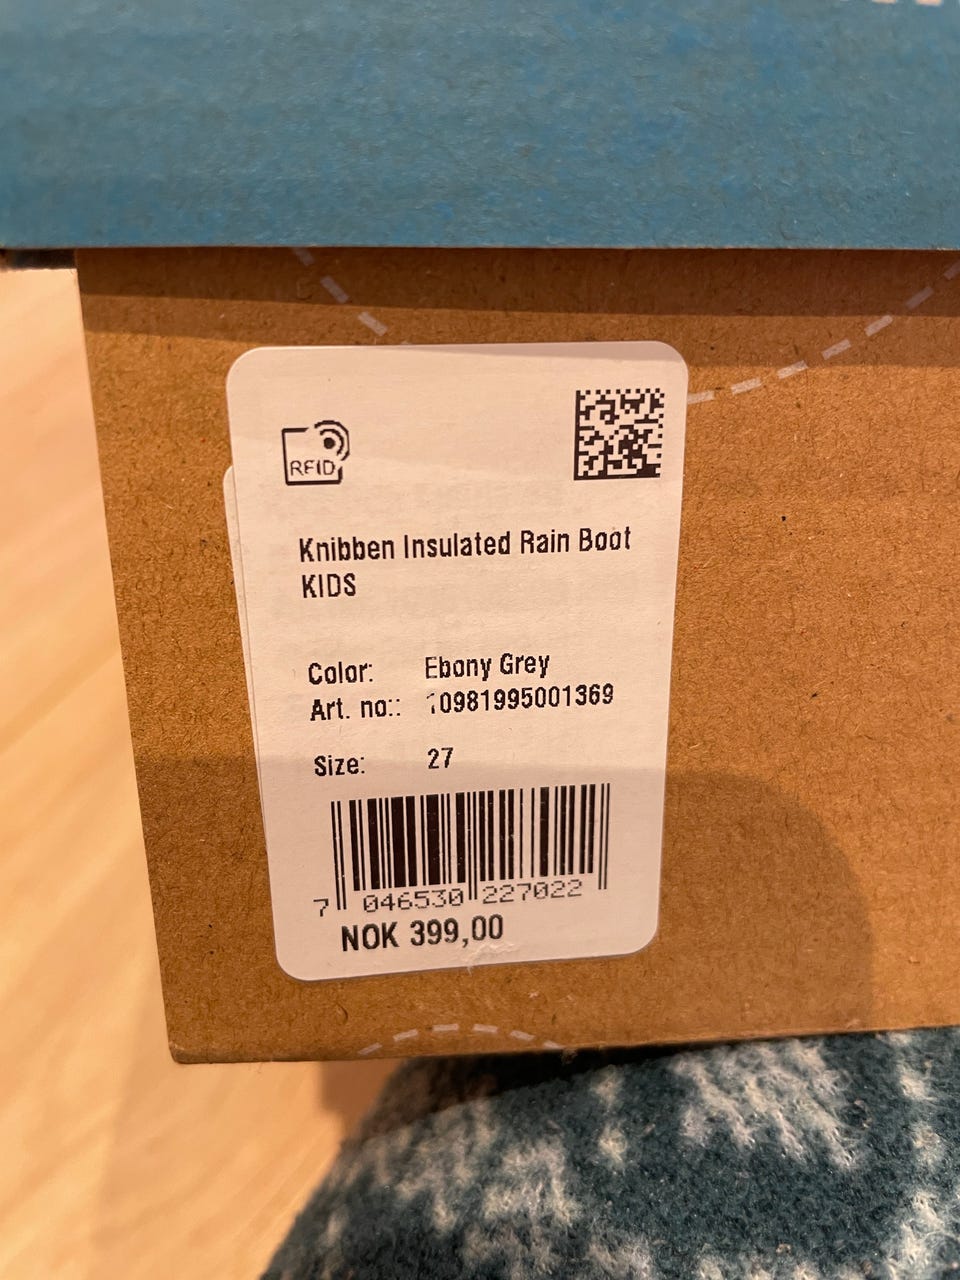 RFID
Knibben Insulated Rain Boot
KIDS
Color: Ebony Grey
Art. no:: 10981995001369
Size: 27
7 046530 227022
NOK 399,00